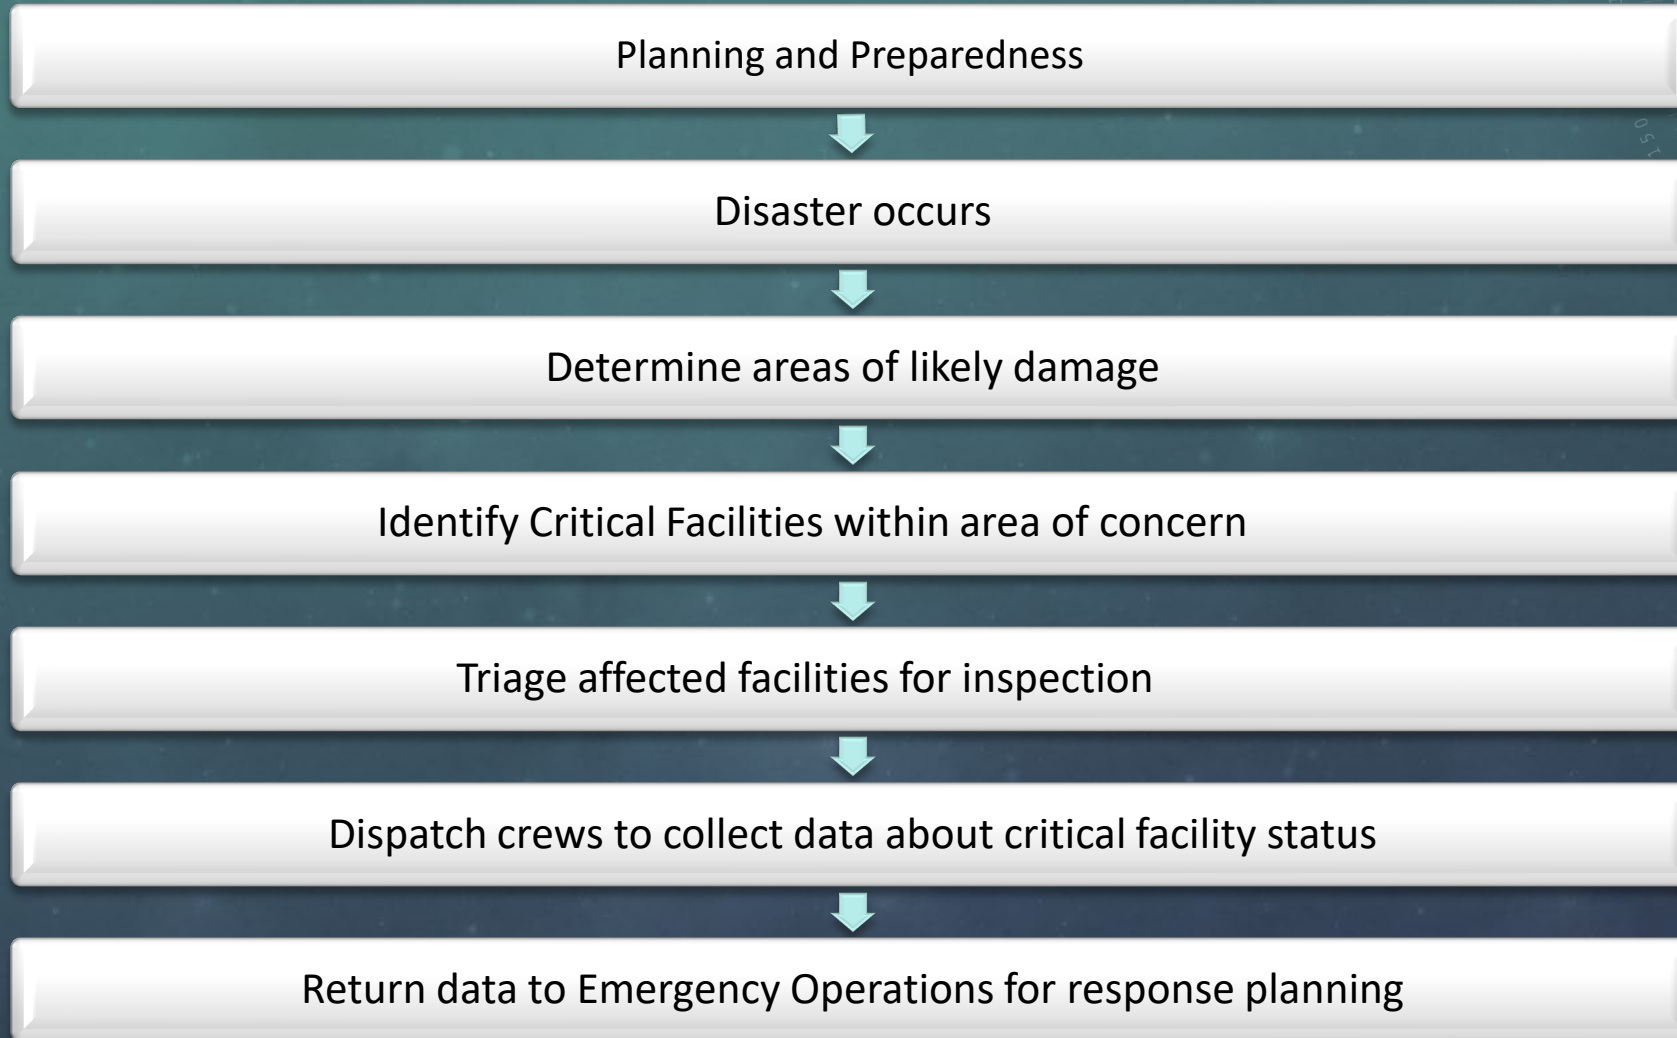 Planning and Preparedness
Disaster occurs
Determine areas of likely damage
Identify Critical Facilities within area of concern
Triage affected facilities for inspection
Dispatch crews to collect data about critical facility status
Return data to Emergency Operations for response planning
150